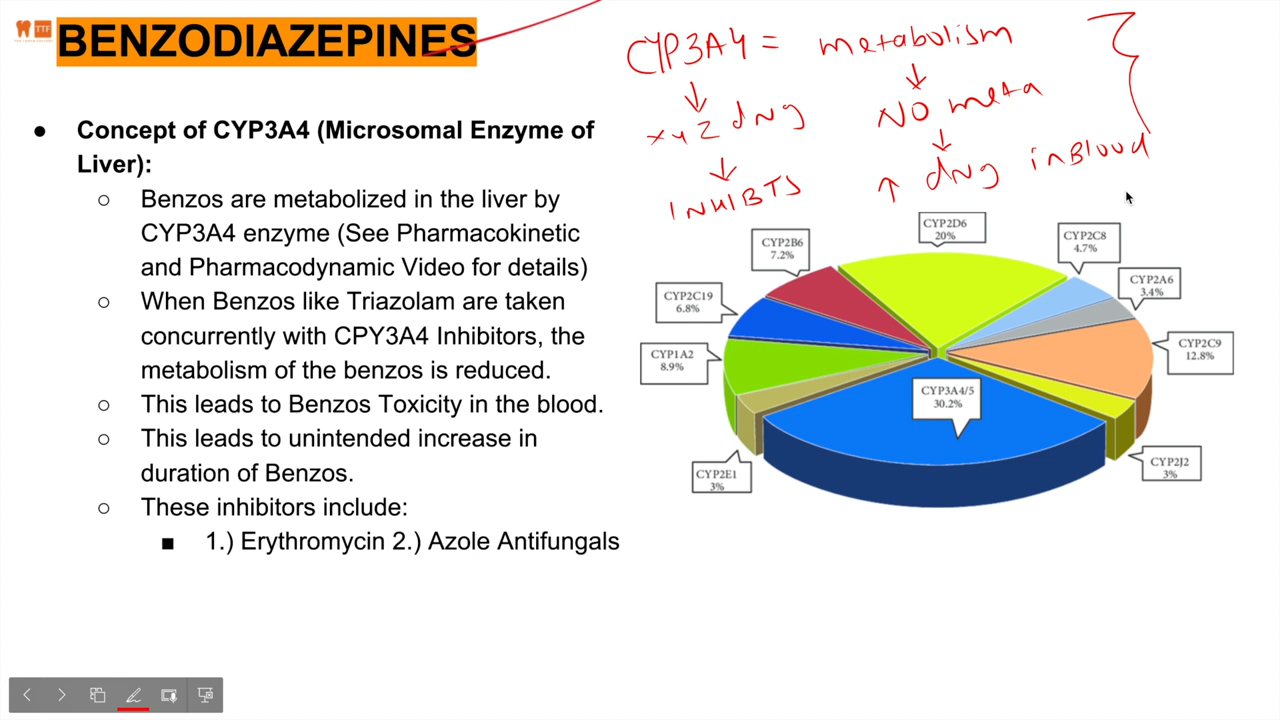 TTF
BENZODIAZEPINES
● Concept of CYP3A4 (Microsomal Enzyme of
Liver):
○ Benzos are metabolized in the liver by
CYP3A4 enzyme (See Pharmacokinetic
and Pharmacodynamic Video for details)
○ When Benzos like Triazolam are taken
concurrently with CPY3A4 Inhibitors, the
metabolism of the benzos is reduced.
○ This leads to Benzos Toxicity in the blood.
○ This leads to unintended increase in
duration of Benzos.
○ These inhibitors include:
■ 1.) Erythromycin 2.) Azole Antifungals
CYP3A4 = metabolism
↓
xyz drug
↓
INHIBTS
↓
NO meta
↓
↑ drug inBlood
CYP2D6
20%
CYP2C8
4.7%
CYP2B6
7.2%
CYP2A6
3.4%
CYP2C19
6.8%
CYP2C9
12.8%
CYP1A2
8.9%
CYP3A4/5
30.2%
CYP2E1
3%
CYP2J2
3%